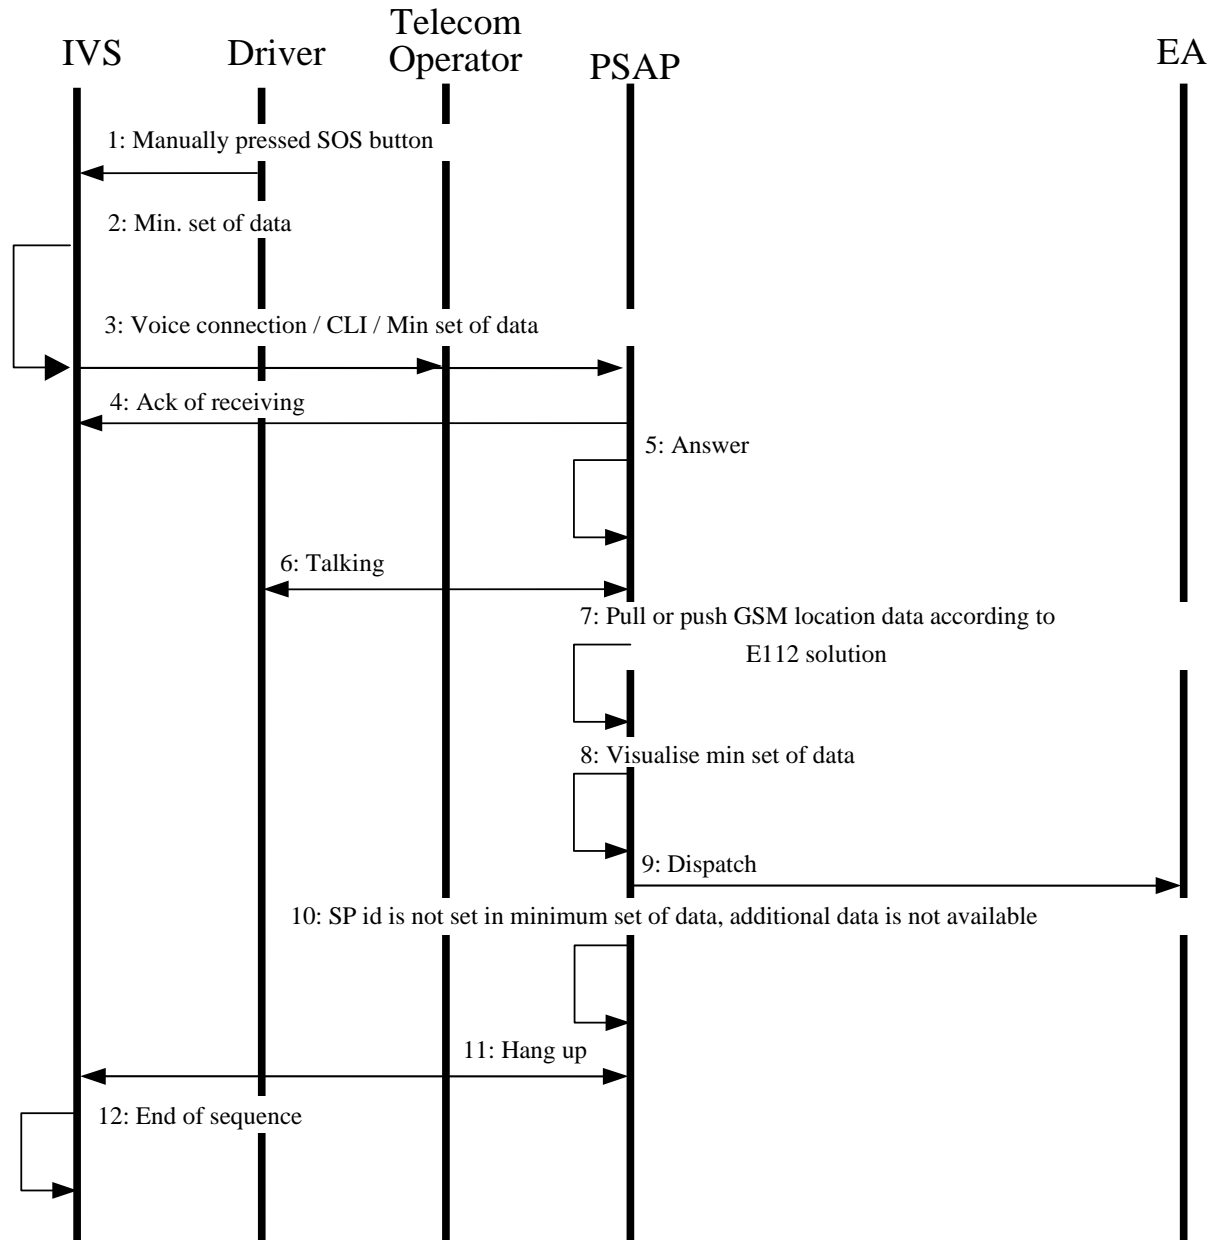 IVS
Driver
Telecom
Operator
PSAP
EA
1: Manually pressed SOS button
2: Min. set of data
3: Voice connection / CLI / Min set of data
4: Ack of receiving
5: Answer
6: Talking
7: Pull or push GSM location data according to
E112 solution
8: Visualise min set of data
9: Dispatch
10: SP id is not set in minimum set of data, additional data is not available
11: Hang up
12: End of sequence